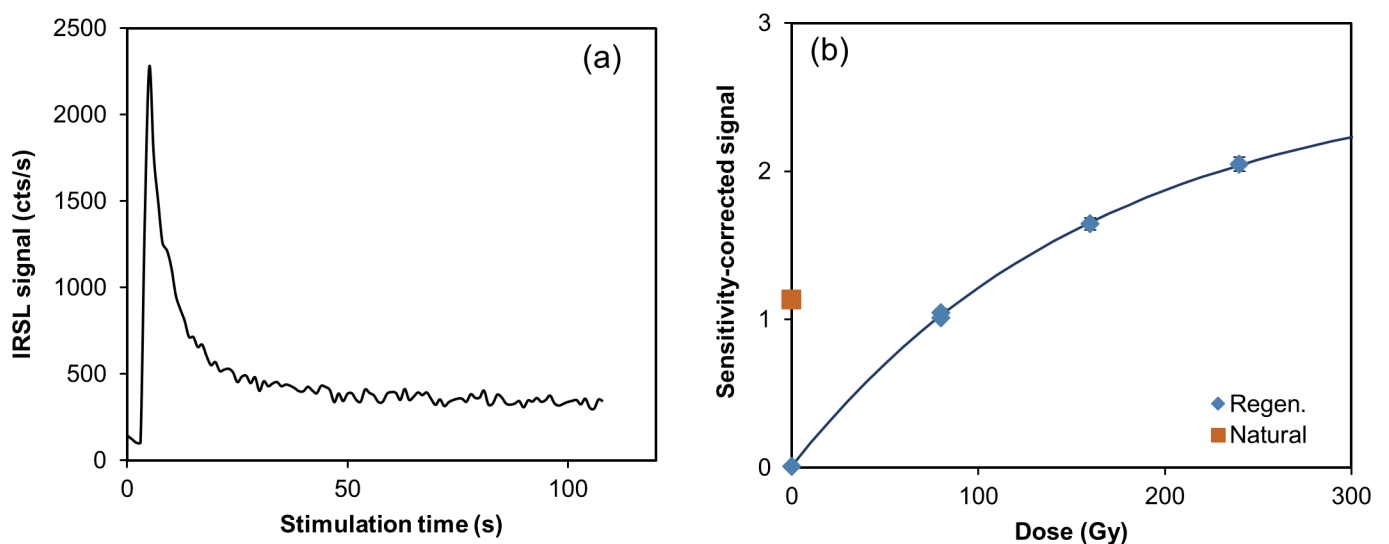 (a)
IRSL signal (cts/s)
2500
2000
1500
1000
500
0
0
50
100
Stimulation time (s)
(b)
Sensitivity-corrected signal
3
2
1
0
Regen.
Natural
0
100
200
300
Dose (Gy)